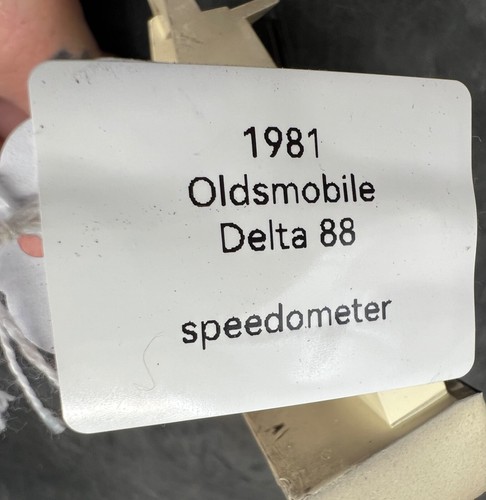 1981
Oldsmobile
Delta 88
speedometer